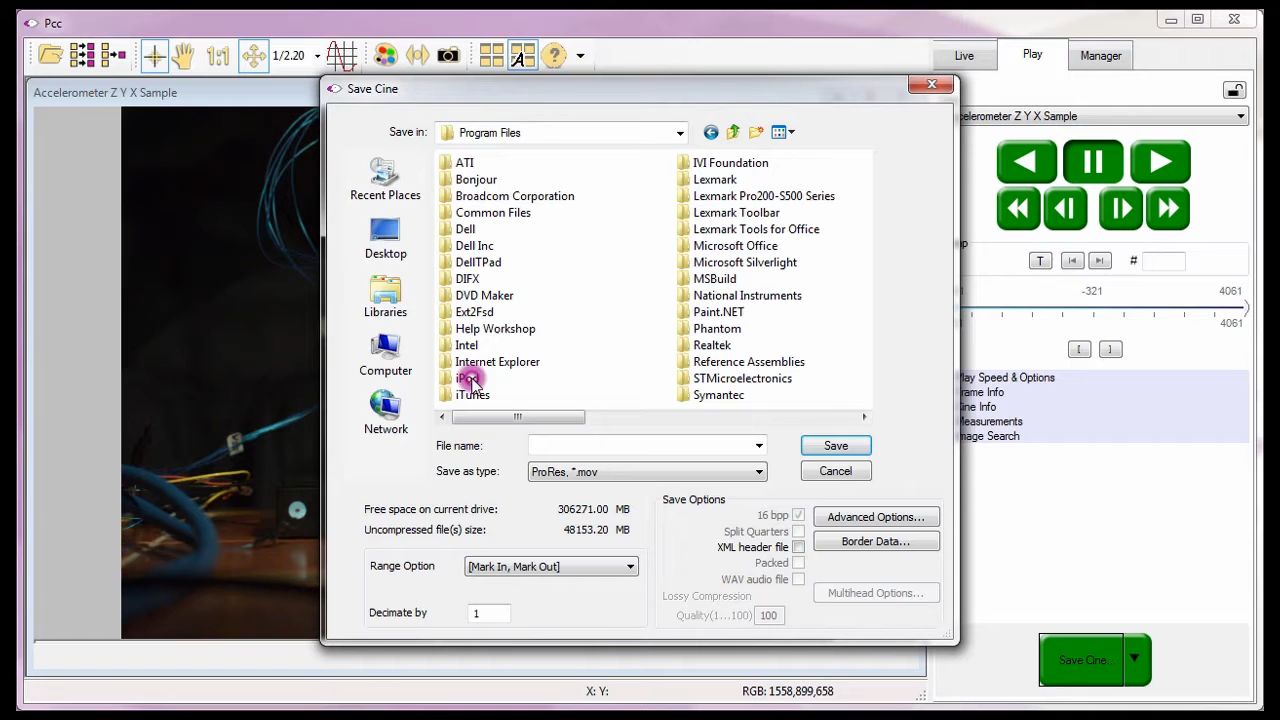 Pcc
1:1
1/2.20
A
?
Live
Play
Manager
Accelerometer Z Y X Sample
Save Cine
Save in:
Program Files
Recent Places
Desktop
Libraries
Computer
Network
ATI
Bonjour
Broadcom Corporation
Common Files
Dell
Dell Inc
DellTPad
DIFX
DVD Maker
Ext2Fsd
Help Workshop
Intel
Internet Explorer
iPod
iTunes
IVI Foundation
Lexmark
Lexmark Pro200-S500 Series
Lexmark Toolbar
Lexmark Tools for Office
Microsoft Office
Microsoft Silverlight
MSBuild
National Instruments
Paint.NET
Phantom
Realtek
Reference Assemblies
STMicroelectronics
Symantec
File name:
Save
Save as type:
ProRes, *.mov
Cancel
Free space on current drive:
306271.00 MB
Uncompressed file(s) size:
48153.20 MB
Range Option
[Mark In, Mark Out]
Decimate by
1
Save Options
16 bpp
Split Quarters
XML header file
Packed
WAV audio file
Lossy Compression
Quality(1...100)
100
Advanced Options...
Border Data...
Multihead Options...
celerometer Z Y X Sample
T
#
-321
4061
4061
[
]
Play Speed & Options
rame Info
ine Info
Measurements
mage Search
Save Cine...
X: Y:
RGB: 1558,899,658